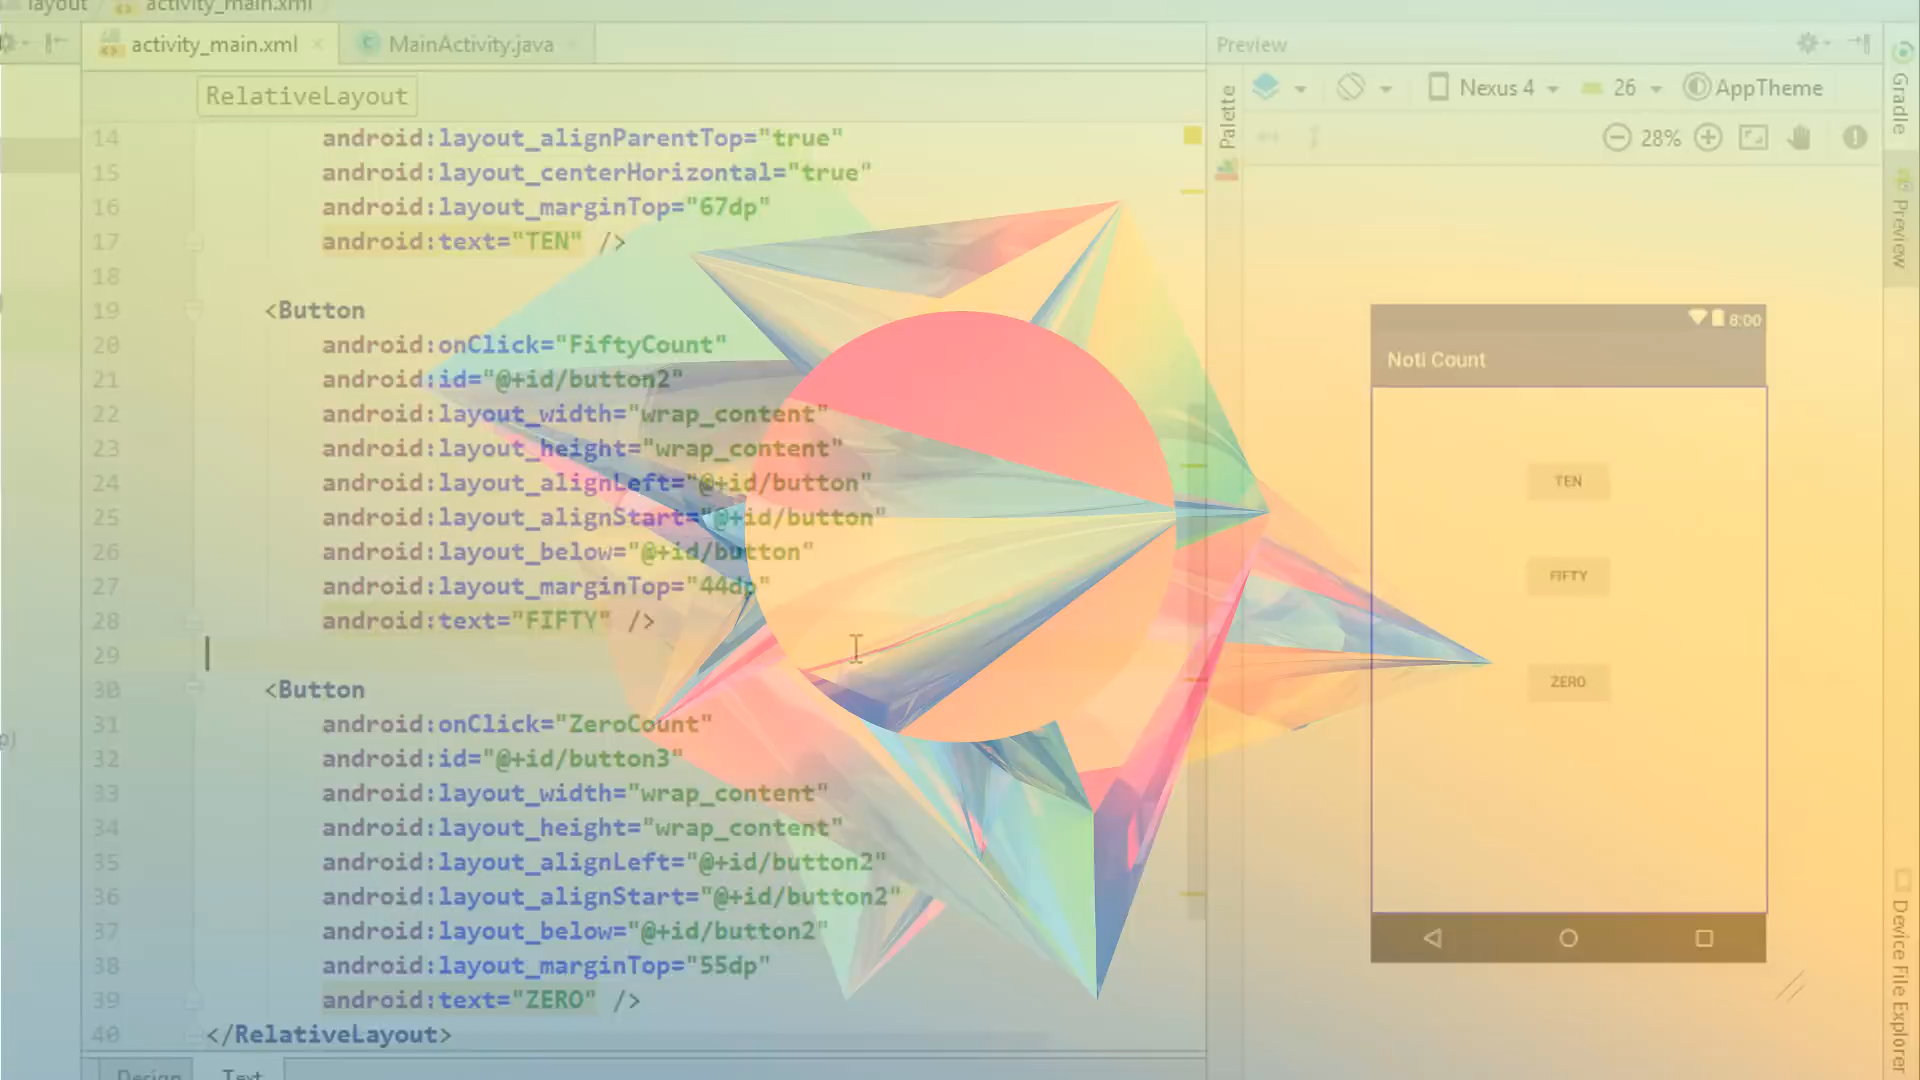 layout activity_main.xml
activity_main.xml MainActivity.java Preview
RelativeLayout
Nexus 4 26 AppTheme
28%
14 android:layout_alignParentTop="true"
15 android:layout_centerHorizontal="true"
16 android:layout_marginTop="67dp"
17 android:text="TEN" />
18
19 <Button
20 android:onClick="FiftyCount"
21 android:id="@+id/button2"
22 android:layout_width="wrap_content"
23 android:layout_height="wrap_content"
24 android:layout_alignLeft="@+id/button"
25 android:layout_alignStart="@+id/button"
26 android:layout_below="@+id/button"
27 android:layout_marginTop="44dp"
28 android:text="FIFTY" />
29
30 <Button
31 android:onClick="ZeroCount"
32 android:id="@+id/button3"
33 android:layout_width="wrap_content"
34 android:layout_height="wrap_content"
35 android:layout_alignLeft="@+id/button2"
36 android:layout_alignStart="@+id/button2"
37 android:layout_below="@+id/button2"
38 android:layout_marginTop="55dp"
39 android:text="ZERO" />
40 </RelativeLayout>
Design Text
Palette
8:00
Noti Count
TEN
FIFTY
ZERO
Gradle
Preview
Device File Explorer